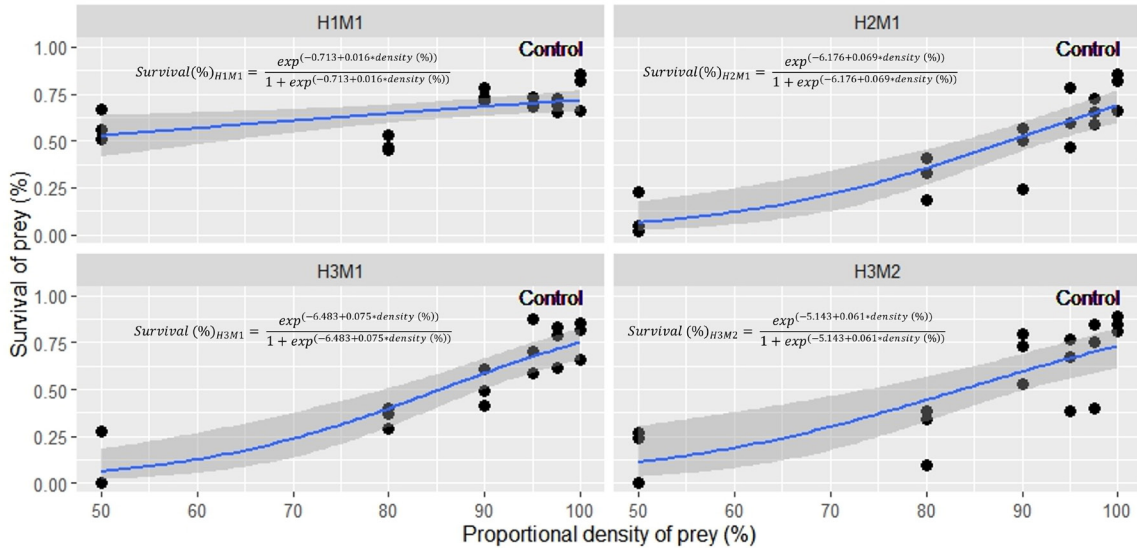 H1M1
H2M1
Control
Control
Survival(%)H1M1 = exp(−0.713+0.016∗density (%)) / 1 + exp(−0.713+0.016∗density (%))
Survival(%)H2M1 = exp(−6.176+0.069∗density (%)) / 1 + exp(−6.176+0.069∗density (%))
1.00
0.75
0.50
0.25
0.00
H3M1
H3M2
Control
Control
Survival (%)H3M1 = exp(−6.483+0.075∗density (%)) / 1 + exp(−6.483+0.075∗density (%))
Survival (%)H3M2 = exp(−5.143+0.061∗density (%)) / 1 + exp(−5.143+0.061∗density (%))
1.00
0.75
0.50
0.25
0.00
Survival of prey (%)
50 60 70 80 90 100
50 60 70 80 90 100
Proportional density of prey (%)